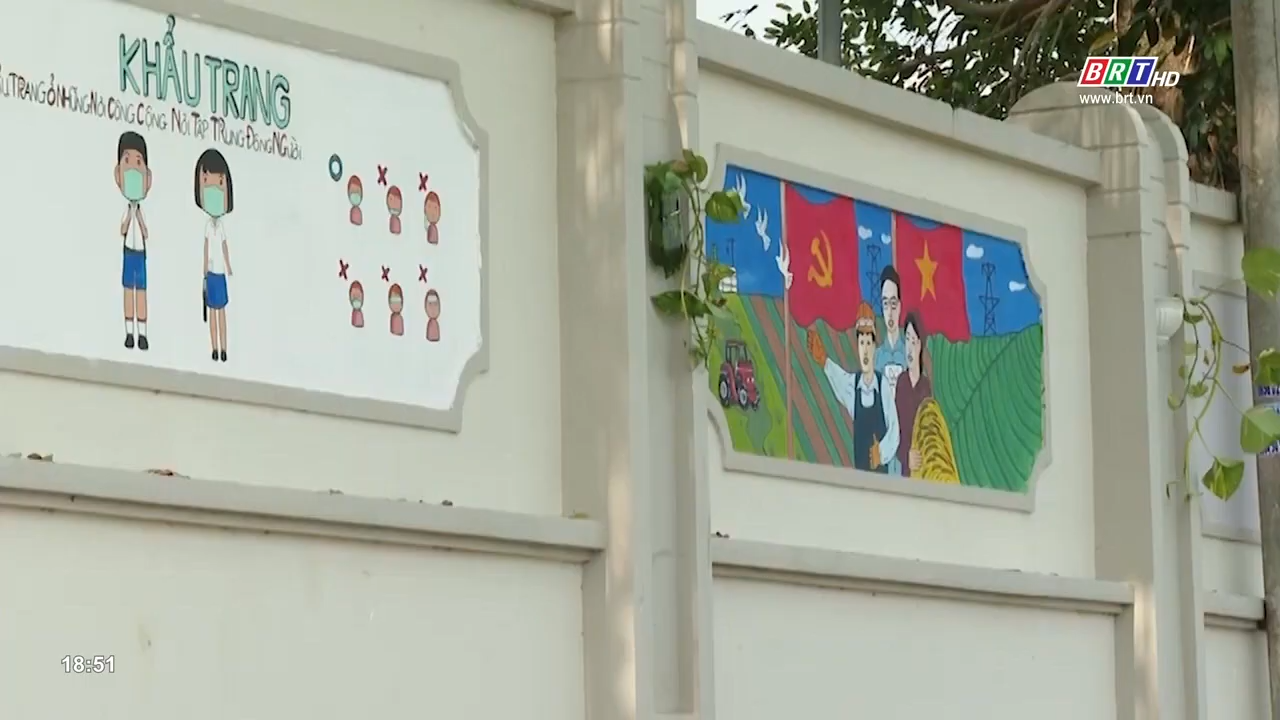 KHẨU TRANG
TRANG Ở NHỮNG NƠI CÔNG CỘNG NƠI TẬP TRUNG ĐÔNG NGƯỜI
BRT HD
www.brt.vn
18:51